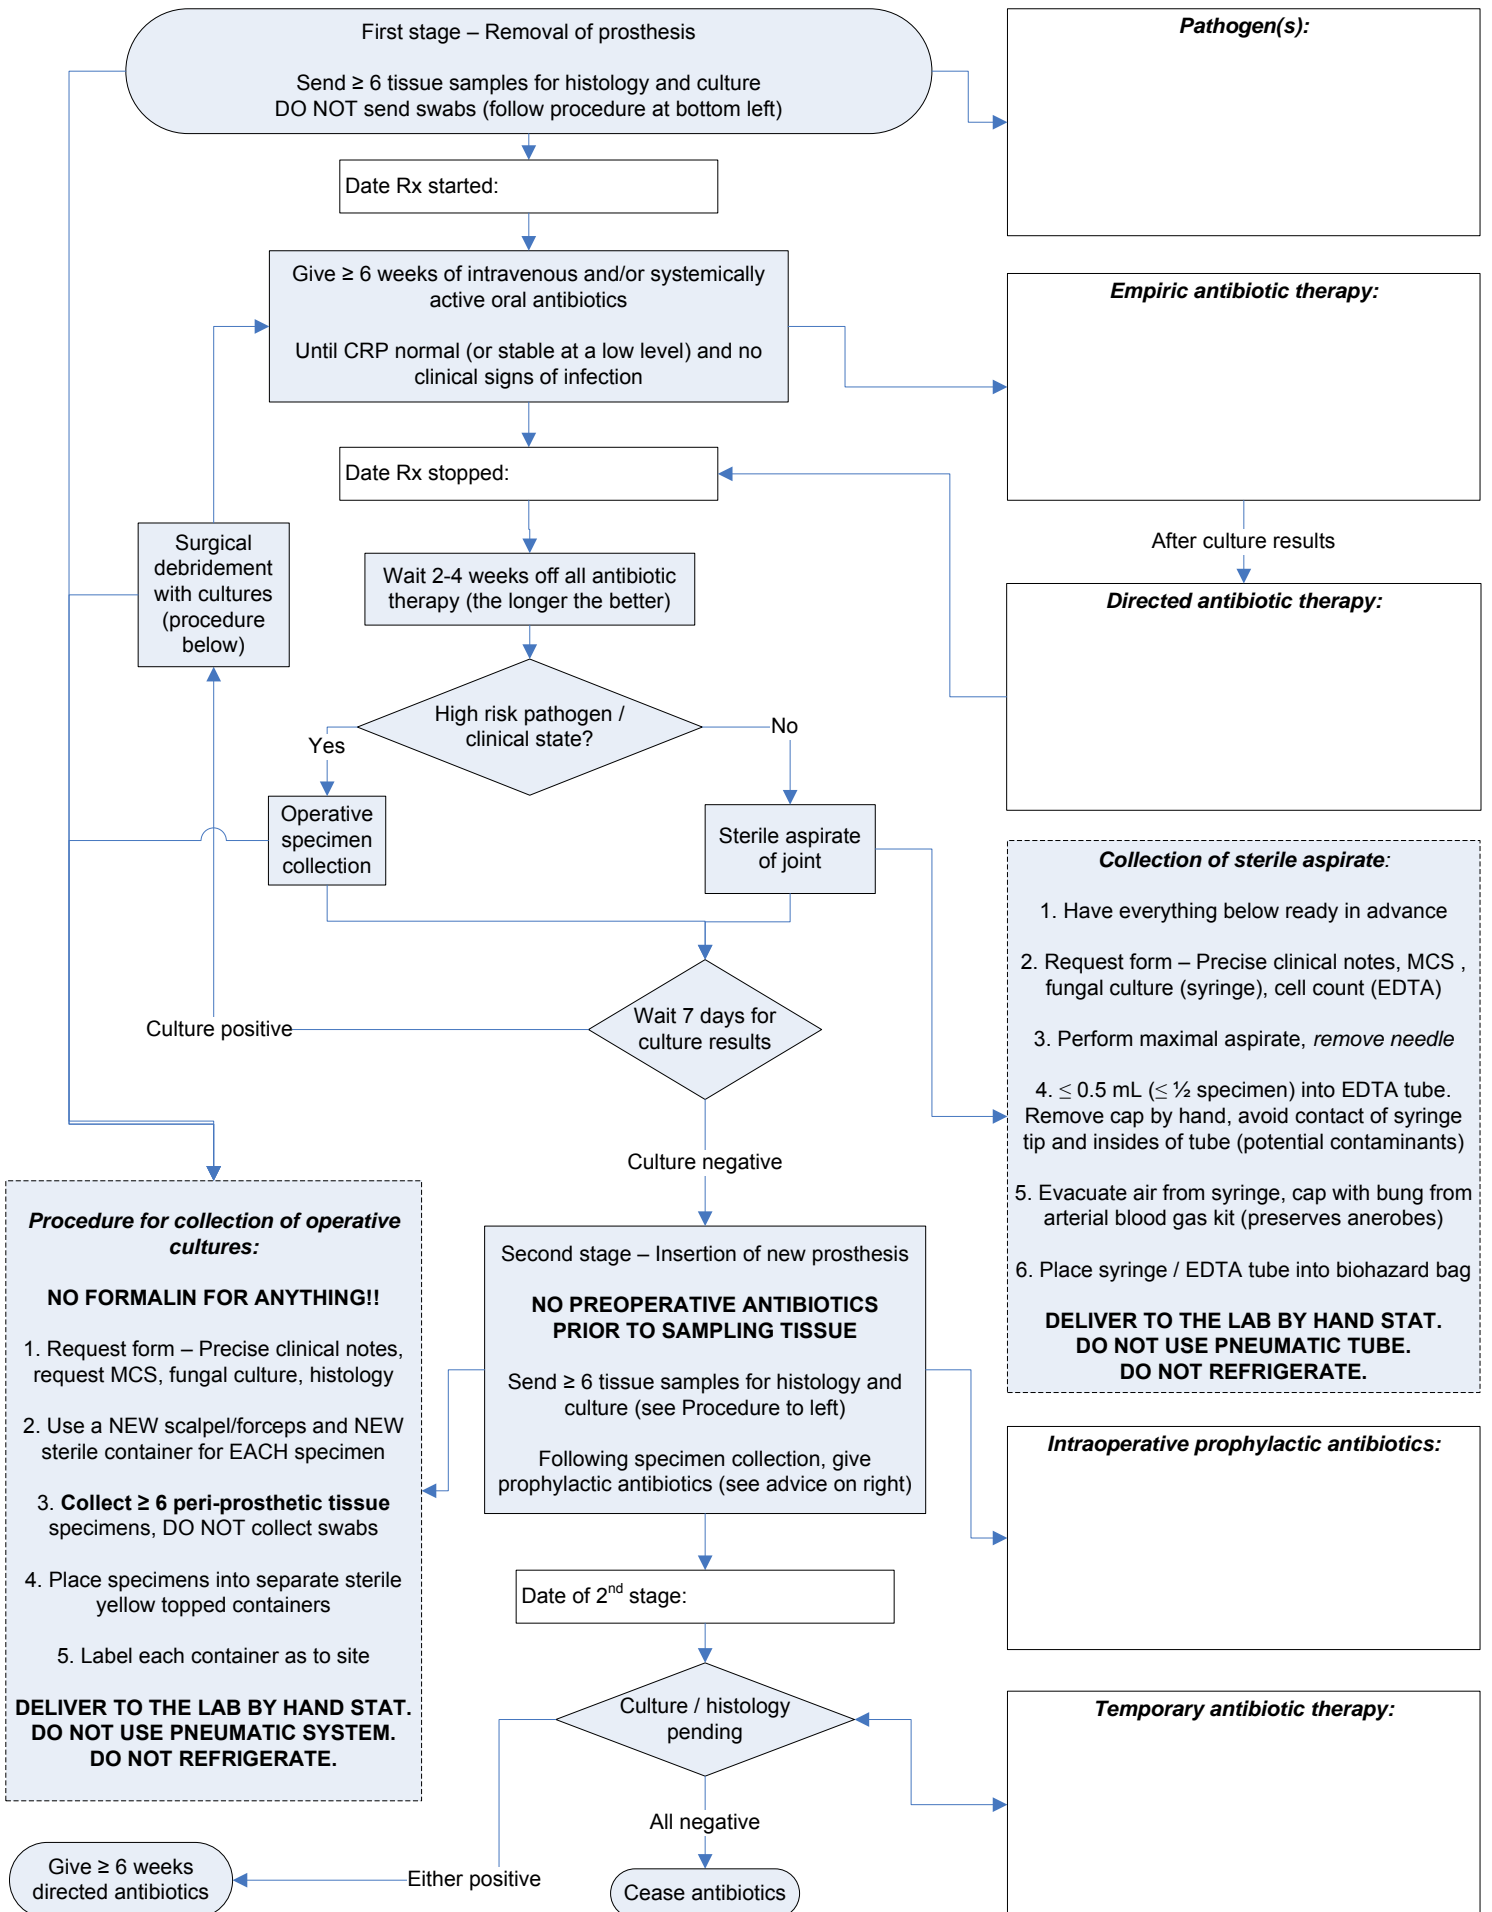 First stage – Removal of prosthesis
Send ≥ 6 tissue samples for histology and culture
DO NOT send swabs (follow procedure at bottom left)
Pathogen(s):
Date Rx started:
Give ≥ 6 weeks of intravenous and/or systemically
active oral antibiotics
Until CRP normal (or stable at a low level) and no
clinical signs of infection
Empiric antibiotic therapy:
Date Rx stopped:
After culture results
Surgical
debridement
with cultures
(procedure
below)
Wait 2-4 weeks off all antibiotic
therapy (the longer the better)
Directed antibiotic therapy:
High risk pathogen /
clinical state?
Yes
No
Operative
specimen
collection
Sterile aspirate
of joint
Collection of sterile aspirate:
1. Have everything below ready in advance
2. Request form – Precise clinical notes, MCS ,
fungal culture (syringe), cell count (EDTA)
3. Perform maximal aspirate, remove needle
4. ≤ 0.5 mL (≤ ½ specimen) into EDTA tube.
Remove cap by hand, avoid contact of syringe
tip and insides of tube (potential contaminants)
5. Evacuate air from syringe, cap with bung from
arterial blood gas kit (preserves anerobes)
6. Place syringe / EDTA tube into biohazard bag
DELIVER TO THE LAB BY HAND STAT.
DO NOT USE PNEUMATIC TUBE.
DO NOT REFRIGERATE.
Wait 7 days for
culture results
Culture positive
Culture negative
Procedure for collection of operative
cultures:
NO FORMALIN FOR ANYTHING!!
1. Request form – Precise clinical notes,
request MCS, fungal culture, histology
2. Use a NEW scalpel/forceps and NEW
sterile container for EACH specimen
3. Collect ≥ 6 peri-prosthetic tissue
specimens, DO NOT collect swabs
4. Place specimens into separate sterile
yellow topped containers
5. Label each container as to site
DELIVER TO THE LAB BY HAND STAT.
DO NOT USE PNEUMATIC SYSTEM.
DO NOT REFRIGERATE.
Second stage – Insertion of new prosthesis
NO PREOPERATIVE ANTIBIOTICS
PRIOR TO SAMPLING TISSUE
Send ≥ 6 tissue samples for histology and
culture (see Procedure to left)
Following specimen collection, give
prophylactic antibiotics (see advice on right)
Intraoperative prophylactic antibiotics:
Date of 2nd stage:
Culture / histology
pending
Temporary antibiotic therapy:
All negative
Either positive
Give ≥ 6 weeks
directed antibiotics
Cease antibiotics